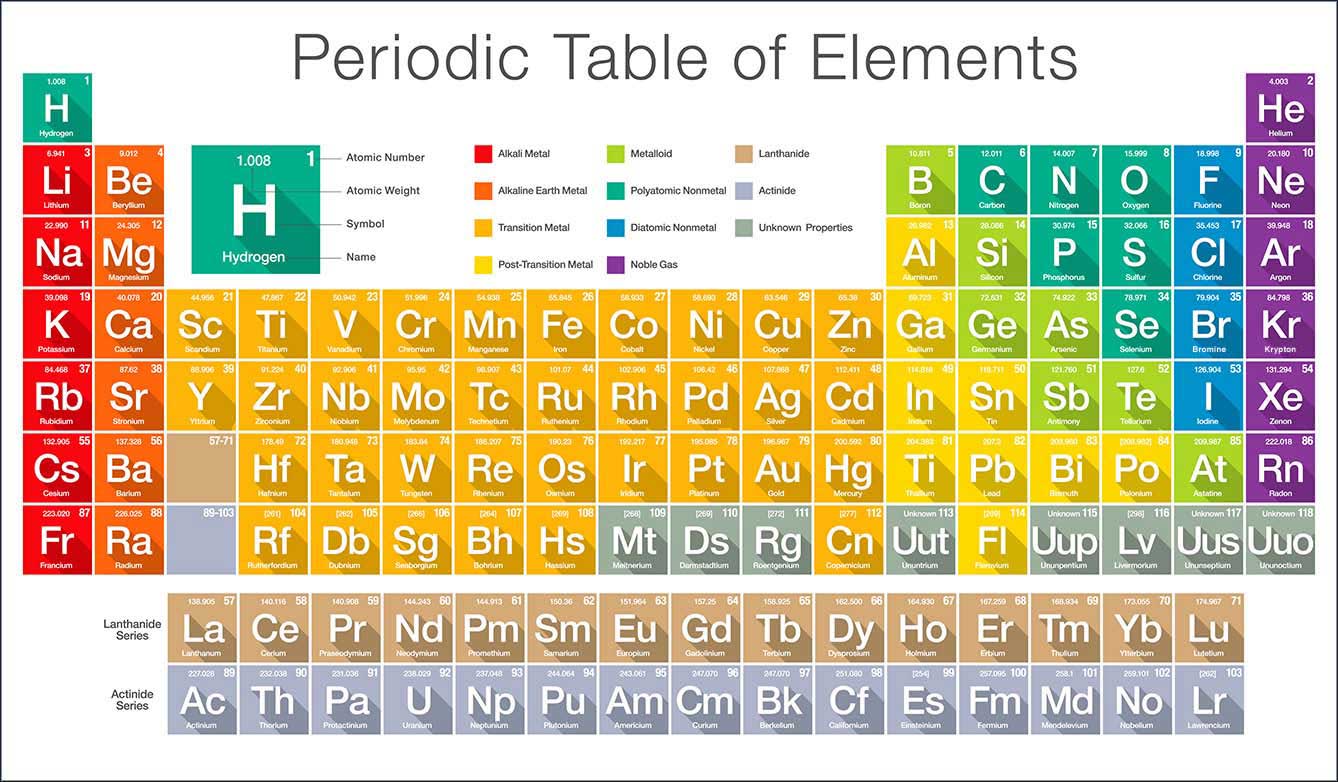 Periodic Table of Elements
1.008 1 4.003 2
H He
Hydrogen Helium
6.941 3 9.012 4 10.811 5 12.011 6 14.007 7 15.999 8 18.998 9 20.180 10
Li Be B C N O F Ne
Lithium Beryllium Boron Carbon Nitrogen Oxygen Fluorine Neon
1.008 1 Atomic Number
Atomic Weight
H Symbol
Hydrogen Name
Alkali Metal Metalloid Lanthanide
Alkaline Earth Metal Polyatomic Nonmetal Actinide
Transition Metal Diatomic Nonmetal Unknown Properties
Post-Transition Metal Noble Gas
22.990 11 24.305 12 26.982 13 28.086 14 30.974 15 32.066 16 35.453 17 39.948 18
Na Mg Al Si P S Cl Ar
Sodium Magnesium Aluminum Silicon Phosphorus Sulfur Chlorine Argon
39.098 19 40.078 20 44.956 21 47.867 22 50.942 23 51.996 24 54.938 25 55.845 26 58.933 27 58.693 28 63.546 29 65.38 30 69.723 31 72.631 32 74.922 33 78.971 34 79.904 35 84.798 36
K Ca Sc Ti V Cr Mn Fe Co Ni Cu Zn Ga Ge As Se Br Kr
Potassium Calcium Scandium Titanium Vanadium Chromium Manganese Iron Cobalt Nickel Copper Zinc Gallium Germanium Arsenic Selenium Bromine Krypton
84.468 37 87.62 38 88.906 39 91.224 40 92.906 41 95.95 42 98.907 43 101.07 44 102.906 45 106.42 46 107.868 47 112.411 48 114.818 49 118.711 50 121.760 51 127.6 52 126.904 53 131.294 54
Rb Sr Y Zr Nb Mo Tc Ru Rh Pd Ag Cd In Sn Sb Te I Xe
Rubidium Stronium Yttrium Zirconium Niobium Molybdenum Technetium Ruthenium Rhodium Palladium Silver Cadmium Indium Tin Antimony Tellurium Iodine Xenon
132.905 55 137.328 56 57-71 178.49 72 180.948 73 183.84 74 186.207 75 190.23 76 192.217 77 195.085 78 196.967 79 200.592 80 204.383 81 207.2 82 208.980 83 [208.982] 84 209.987 85 222.018 86
Cs Ba Hf Ta W Re Os Ir Pt Au Hg Ti Pb Bi Po At Rn
Cesium Barium Hafnium Tantalum Tungsten Rhenium Osmium Iridium Platinum Gold Mercury Thallium Lead Bismuth Polonium Astatine Radon
223.020 87 226.025 88 89-103 [261] 104 [262] 105 [266] 106 [264] 107 [269] 108 [268] 109 [269] 110 [272] 111 [277] 112 Unknown 113 [289] 114 Unknown 115 [298] 116 Unknown 117 Unknown 118
Fr Ra Rf Db Sg Bh Hs Mt Ds Rg Cn Uut Fl Uup Lv Uus Uuo
Francium Radium Rutherfordium Dubnium Seaborgium Bohrium Hassium Meitnerium Darmstadtium Roentgenium Copernicium Ununtrium Flerovium Ununpentium Livermorium Ununseptium Ununoctium
Lanthanide
Series
138.905 57 140.116 58 140.908 59 144.243 60 144.913 61 150.36 62 151.964 63 157.25 64 158.925 65 162.500 66 164.930 67 167.259 68 168.934 69 173.055 70 174.967 71
La Ce Pr Nd Pm Sm Eu Gd Tb Dy Ho Er Tm Yb Lu
Lanthanum Cerium Praseodymium Neodymium Promethium Samarium Europium Gadolinium Terbium Dysprosium Holmium Erbium Thulium Ytterbium Lutetium
Actinide
Series
227.028 89 232.038 90 231.036 91 238.029 92 237.048 93 244.064 94 243.061 95 247.070 96 247.070 97 251.080 98 [254] 99 257.095 100 258.1 101 259.101 102 [262] 103
Ac Th Pa U Np Pu Am Cm Bk Cf Es Fm Md No Lr
Actinium Thorium Protactinium Uranium Neptunium Plutonium Americium Curium Berkelium Californium Einsteinium Fermium Mendelevium Nobelium Lawrencium